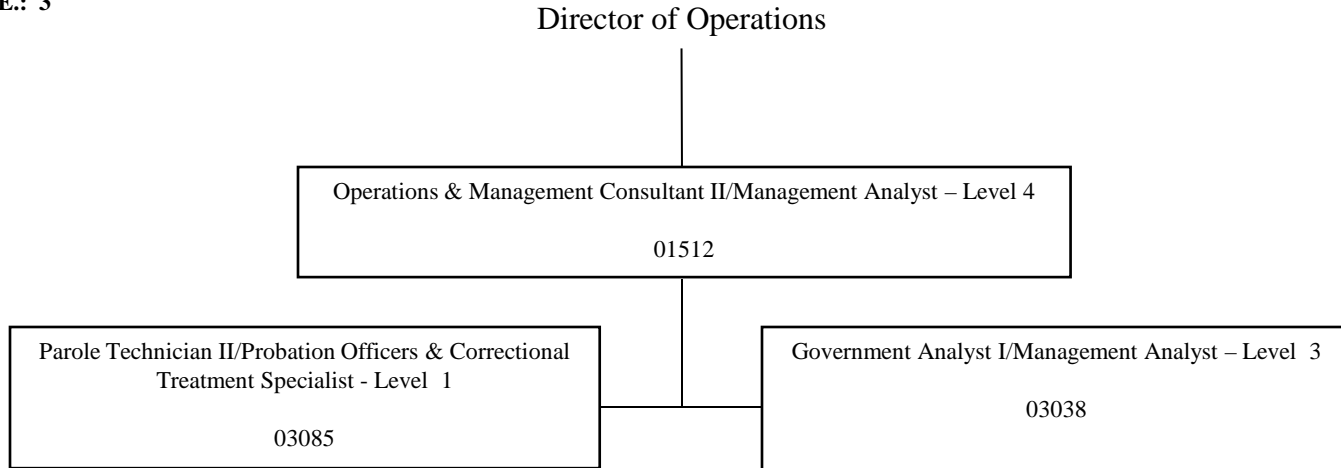 E.: 3
Director of Operations
Operations & Management Consultant II/Management Analyst – Level 4
01512
Parole Technician II/Probation Officers & Correctional
Treatment Specialist - Level 1
03085
Government Analyst I/Management Analyst – Level 3
03038